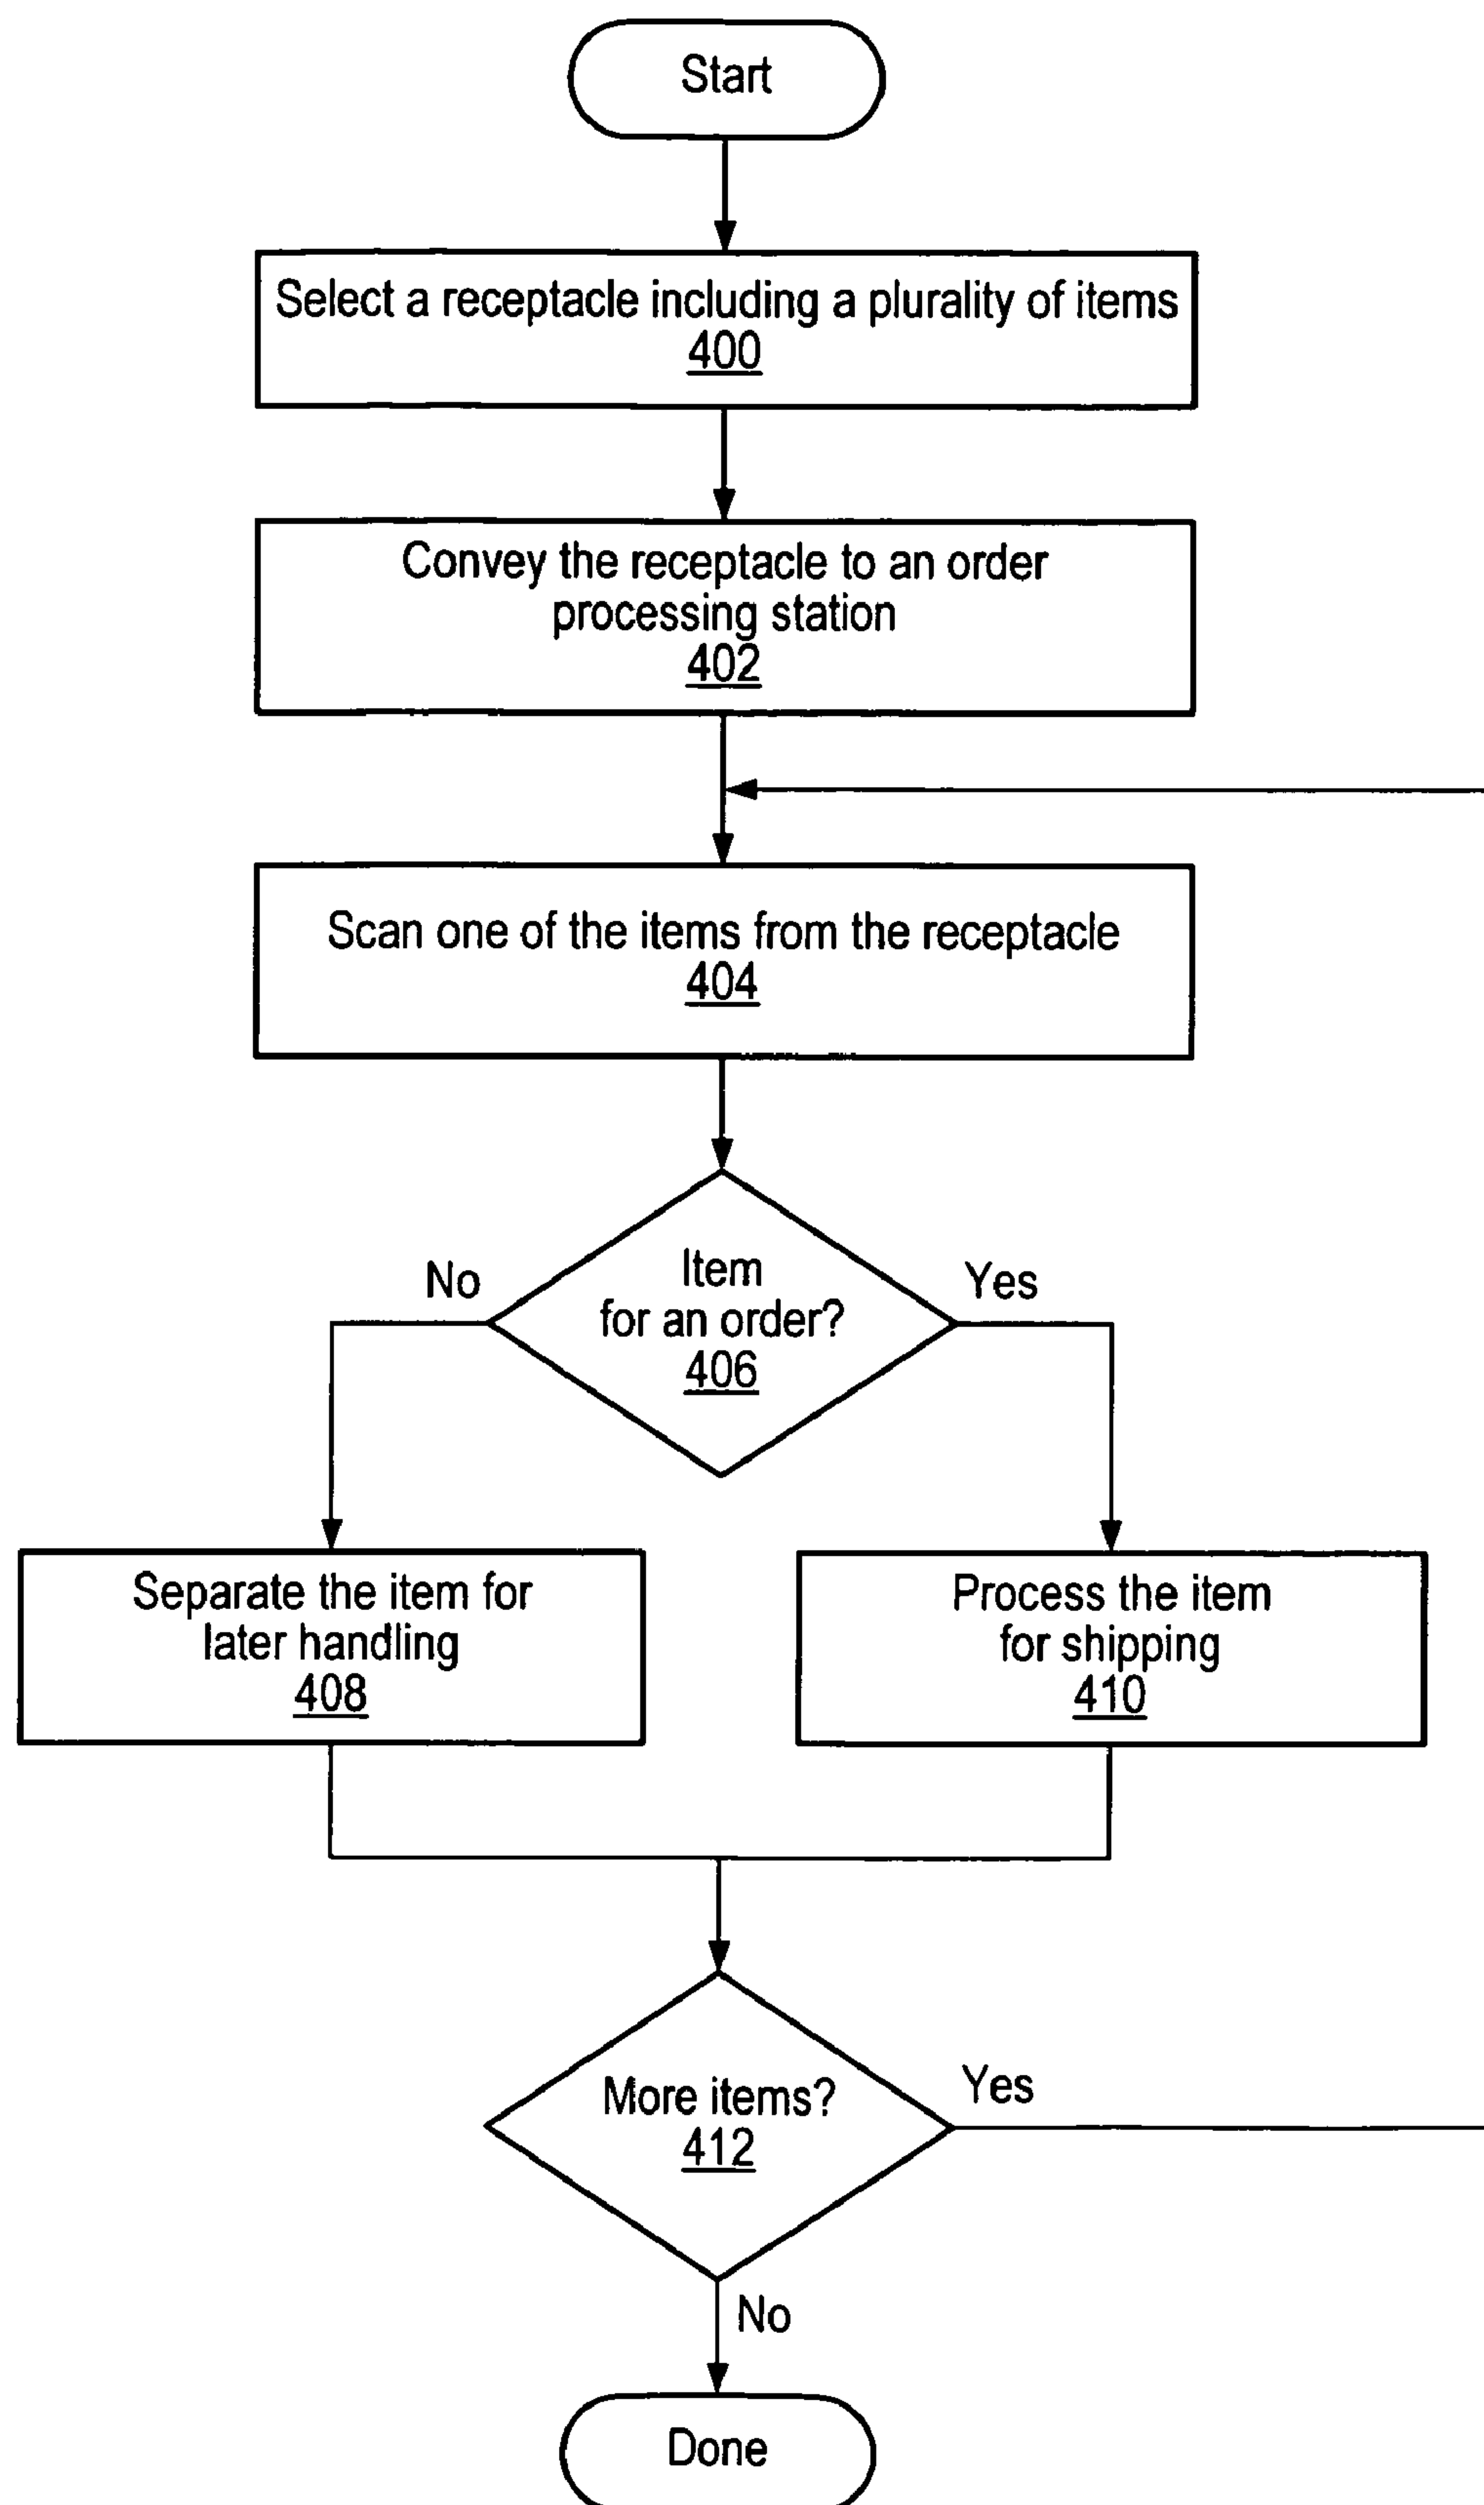 Start
Select a receptacle including a plurality of items
400
Convey the receptacle to an order
processing station
402
Scan one of the items from the receptacle
404
Item
for an order?
406
No
Yes
Separate the item for
later handling
408
Process the item
for shipping
410
More items?
412
Yes
No
Done